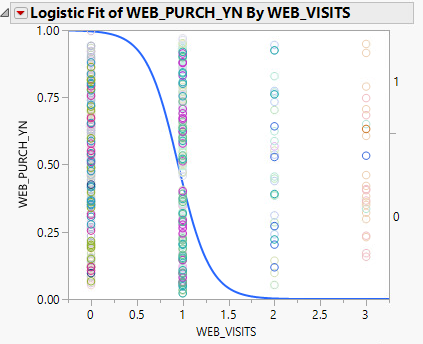 Logistic Fit of WEB_PURCH_YN By WEB_VISITS
1.00
0.75
0.50
0.25
0.00
WEB_PURCH_YN
1
0
0 0.5 1 1.5 2 2.5 3
WEB_VISITS